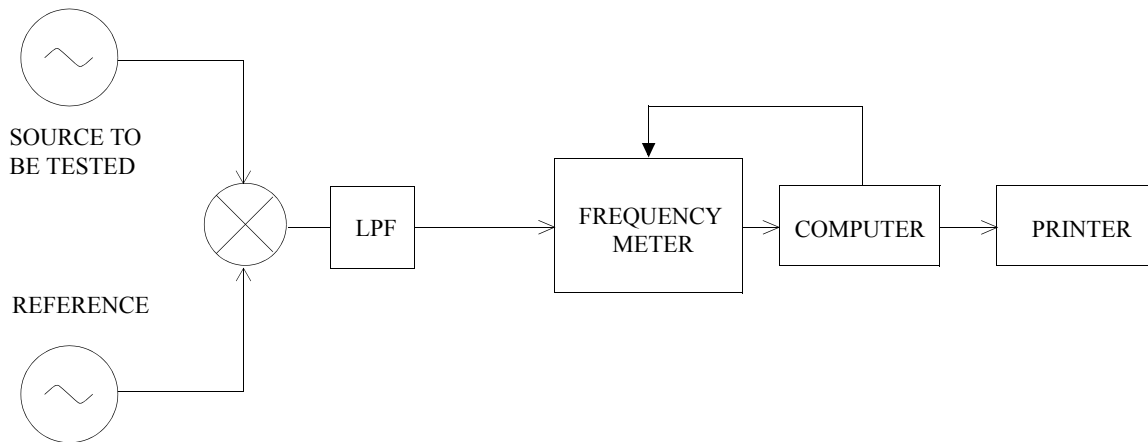 SOURCE TO
BE TESTED
REFERENCE
LPF
FREQUENCY
METER
COMPUTER
PRINTER